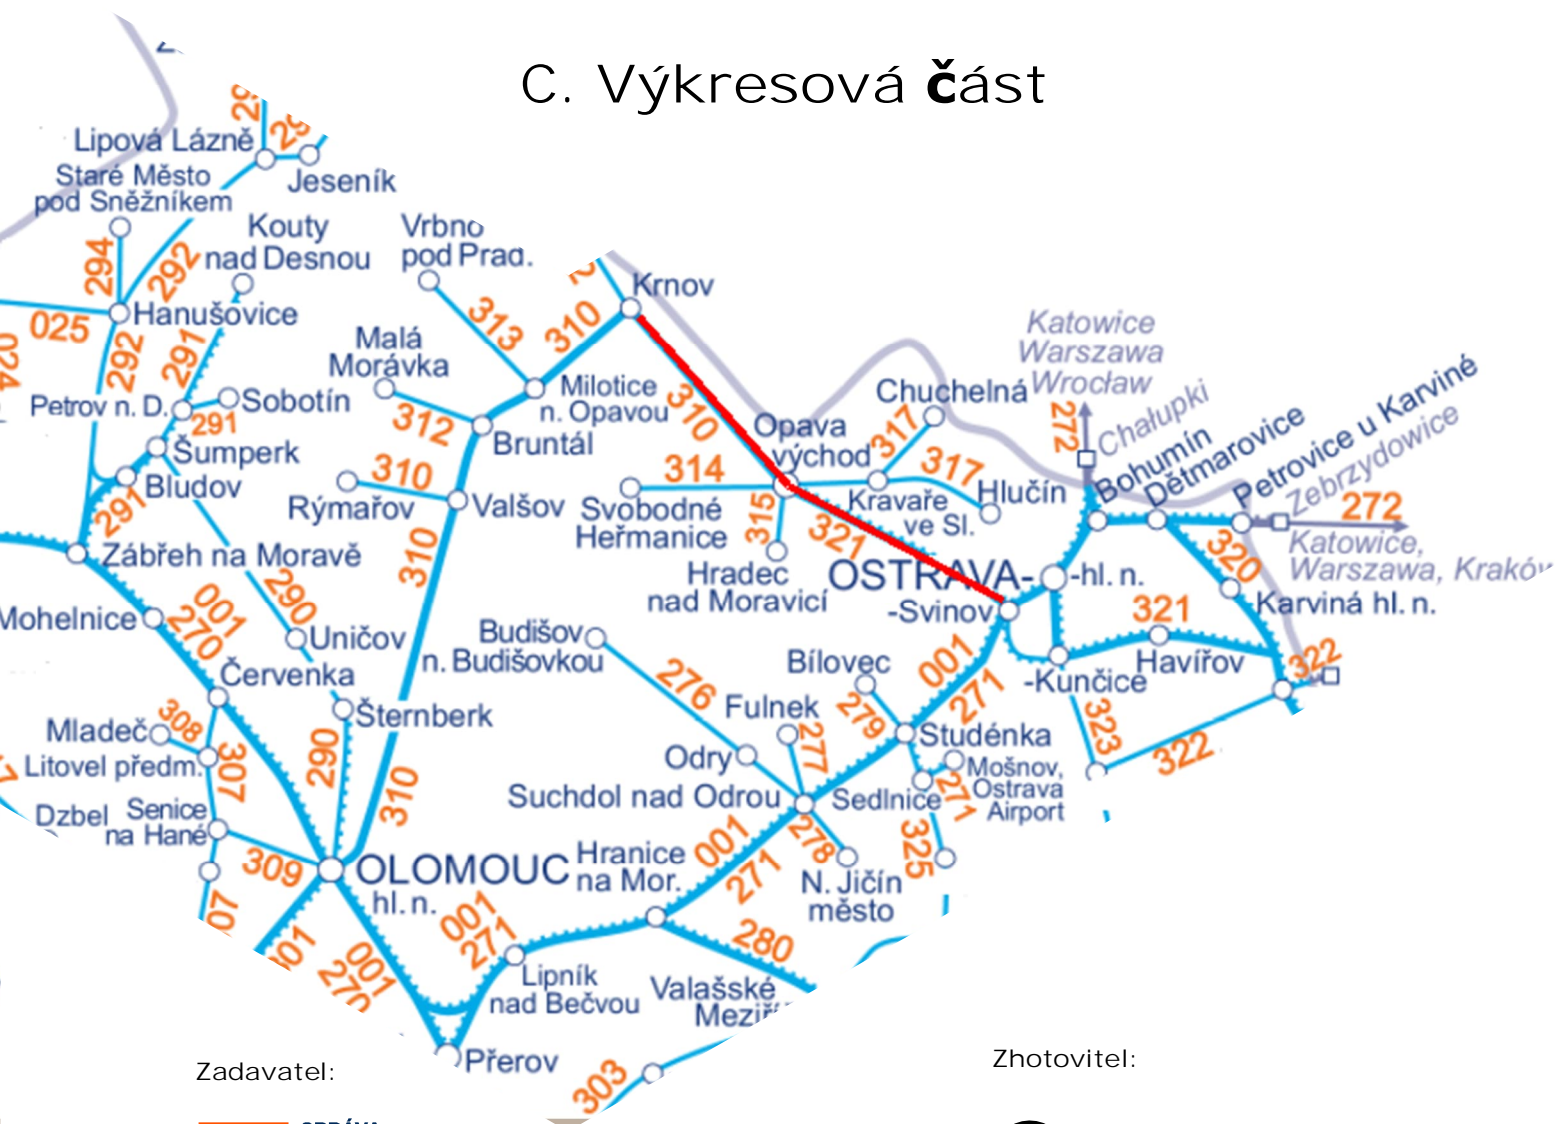 C. Výkresová část
Lipová Lázně
Staré Město
pod Sněžníkem
Jeseník
Kouty
nad Desnou
Vrbno
pod Prad.
Krnov
294
292
Hanušovice
025
024
292
291
313
310
Malá
Morávka
Milotice
n. Opavou
310
Katowice
Warszawa
Wrocław
Chuchelná
Chałupki
272
Petrov n. D.
Sobotín
291
312
Bruntál
Opava
východ
317
317
Bohumín
Dětmarovice
Petrovice u Karviné
Zebrzydowice
272
Šumperk
Bludov
291
310
Rýmařov
Valšov
314
Svobodné
Heřmanice
315
Kravaře
ve Sl.
Hlučín
321
Katowice,
Warszawa, Kraków
Zábřeh na Moravě
310
Hradec
nad Moravicí
OSTRAVA-
-hl. n.
-Svinov
320
Karviná hl. n.
Mohelnice
001
270
290
Uničov
Budišov
n. Budišovkou
321
Havířov
-Kunčice
322
Červenka
Šternberk
276
Bílovec
001
271
279
Fulnek
277
Studénka
323
322
Mladeč
308
Litovel předm.
307
290
310
Odry
Mošnov,
Ostrava
Airport
Sedlnice
271
Suchdol nad Odrou
Dzbel
Senice
na Hané
309
OLOMOUC
hl. n.
Hranice
na Mor.
001
271
278
325
N. Jičín
město
001
271
001
270
280
Lipník
nad Bečvou
Valašské
Přerov
303
Zadavatel:
Zhotovitel:
SPRÁVA